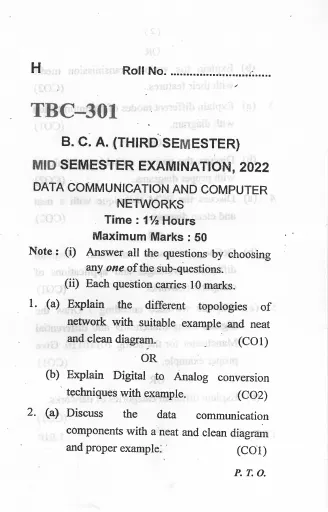 H Roll No. ..............................
TBC–301
B. C. A. (THIRD SEMESTER)
MID SEMESTER EXAMINATION, 2022
DATA COMMUNICATION AND COMPUTER
NETWORKS
Time : 1½ Hours
Maximum Marks : 50
Note : (i) Answer all the questions by choosing
any one of the sub-questions.
(ii) Each question carries 10 marks.
1. (a) Explain the different topologies of
network with suitable example and neat
and clean diagram. (CO1)
OR
(b) Explain Digital to Analog conversion
techniques with example. (CO2)
2. (a) Discuss the data communication
components with a neat and clean diagram
and proper example. (CO1)
P. T. O.